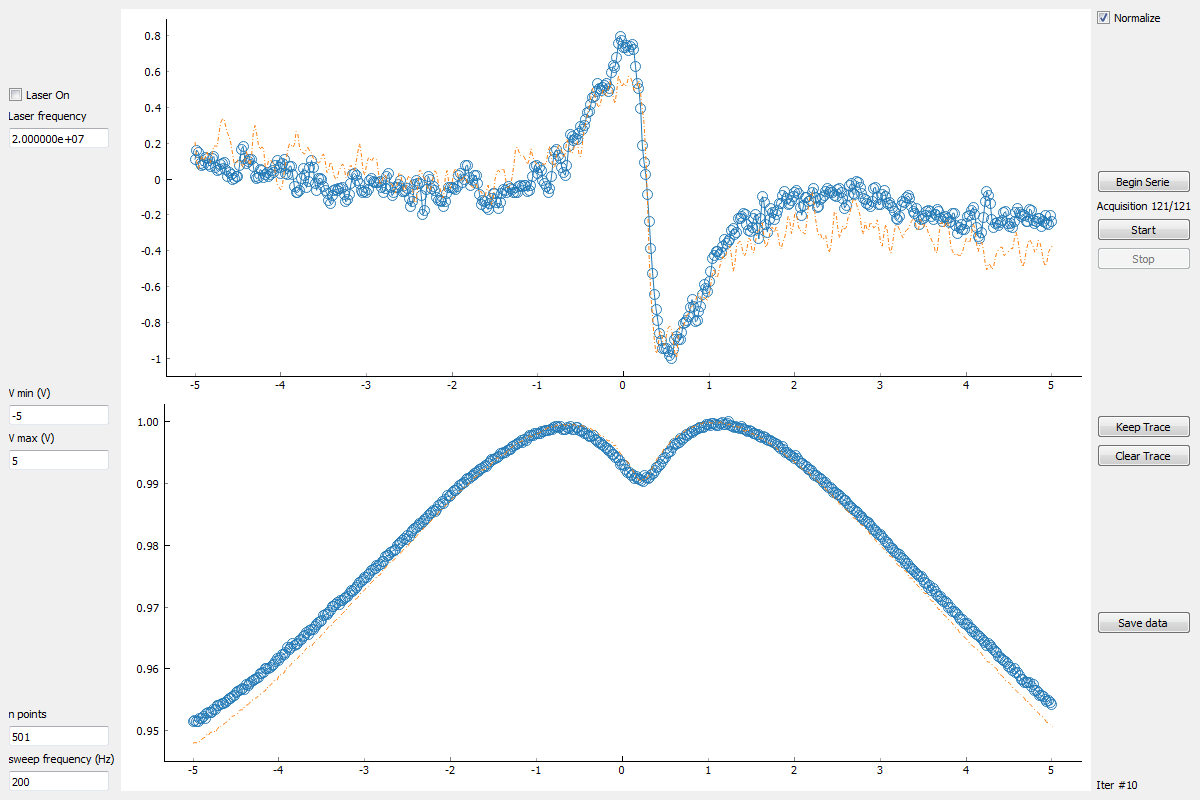 Normalize
Laser On
Laser frequency
2.000000e+07
V min (V)
-5
V max (V)
5
n points
501
sweep frequency (Hz)
200
0.8
0.6
0.4
0.2
0
-0.2
-0.4
-0.6
-0.8
-1
-5 -4 -3 -2 -1 0 1 2 3 4 5
1.00
0.99
0.98
0.97
0.96
0.95
-5 -4 -3 -2 -1 0 1 2 3 4 5
Begin Serie
Acquisition 121/121
Start
Stop
Keep Trace
Clear Trace
Save data
Iter #10